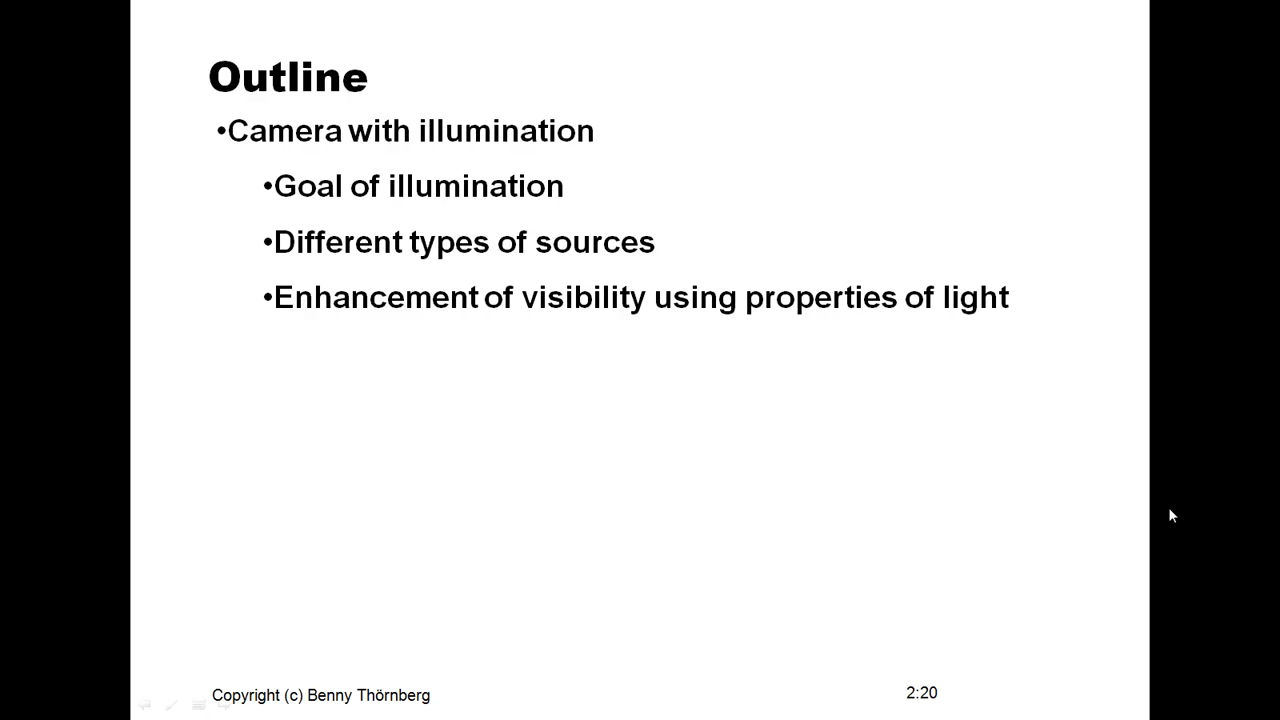 Outline
•Camera with illumination
•Goal of illumination
•Different types of sources
•Enhancement of visibility using properties of light
Copyright (c) Benny Thörnberg
2:20